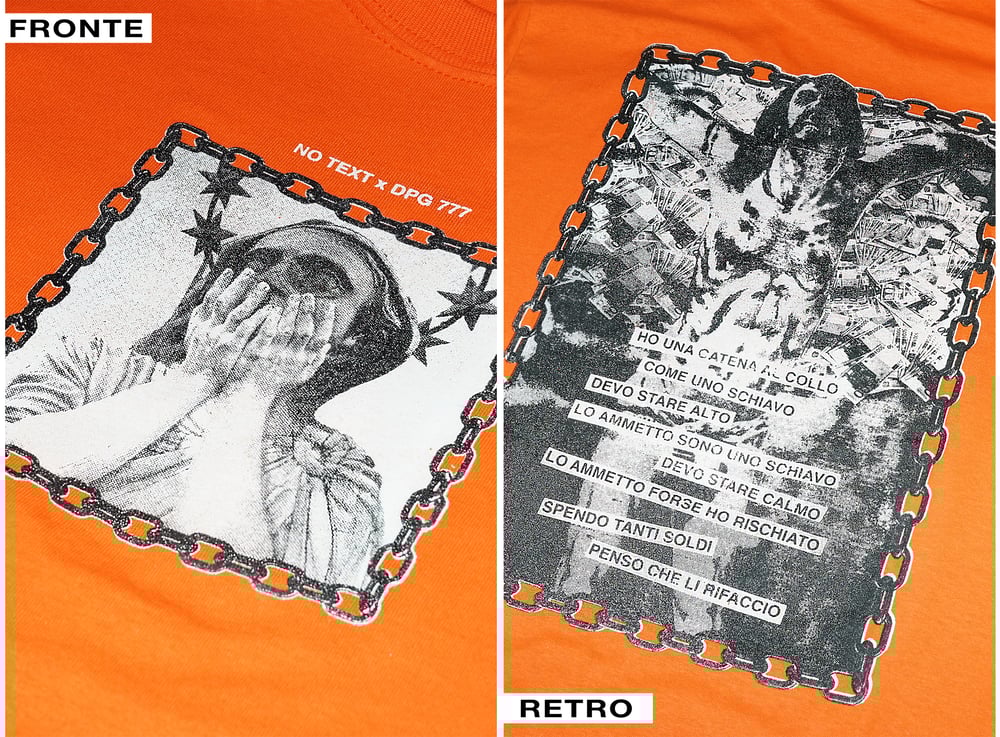 FRONTE
NO TEXT x DPG 777
HO UNA CATENA AL COLLO
COME UNO SCHIAVO
DEVO STARE ALTO
LO AMMETTO SONO UNO SCHIAVO
DEVO STARE CALMO
LO AMMETTO FORSE HO RISCHIATO
SPENDO TANTI SOLDI
PENSO CHE LI RIFACCIO
RETRO